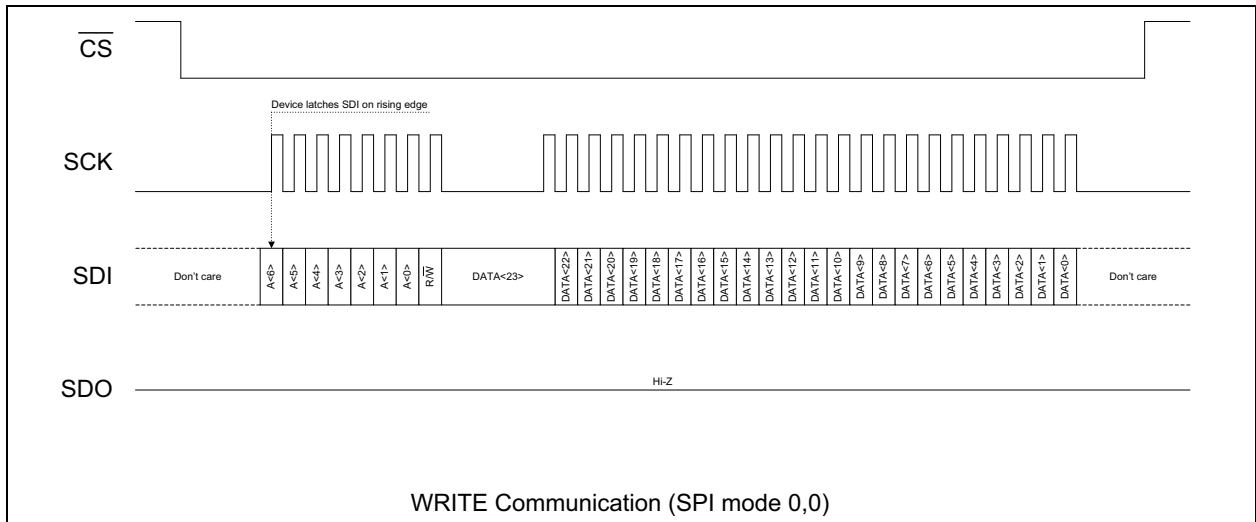 CS
Device latches SDI on rising edge
SCK
SDI
Don't care
A<6>
A<5>
A<4>
A<3>
A<2>
A<1>
A<0>
R/W
DATA<23>
DATA<22>
DATA<21>
DATA<20>
DATA<19>
DATA<18>
DATA<17>
DATA<16>
DATA<15>
DATA<14>
DATA<13>
DATA<12>
DATA<11>
DATA<10>
DATA<9>
DATA<8>
DATA<7>
DATA<6>
DATA<5>
DATA<4>
DATA<3>
DATA<2>
DATA<1>
DATA<0>
Don't care
SDO
Hi-Z
WRITE Communication (SPI mode 0,0)